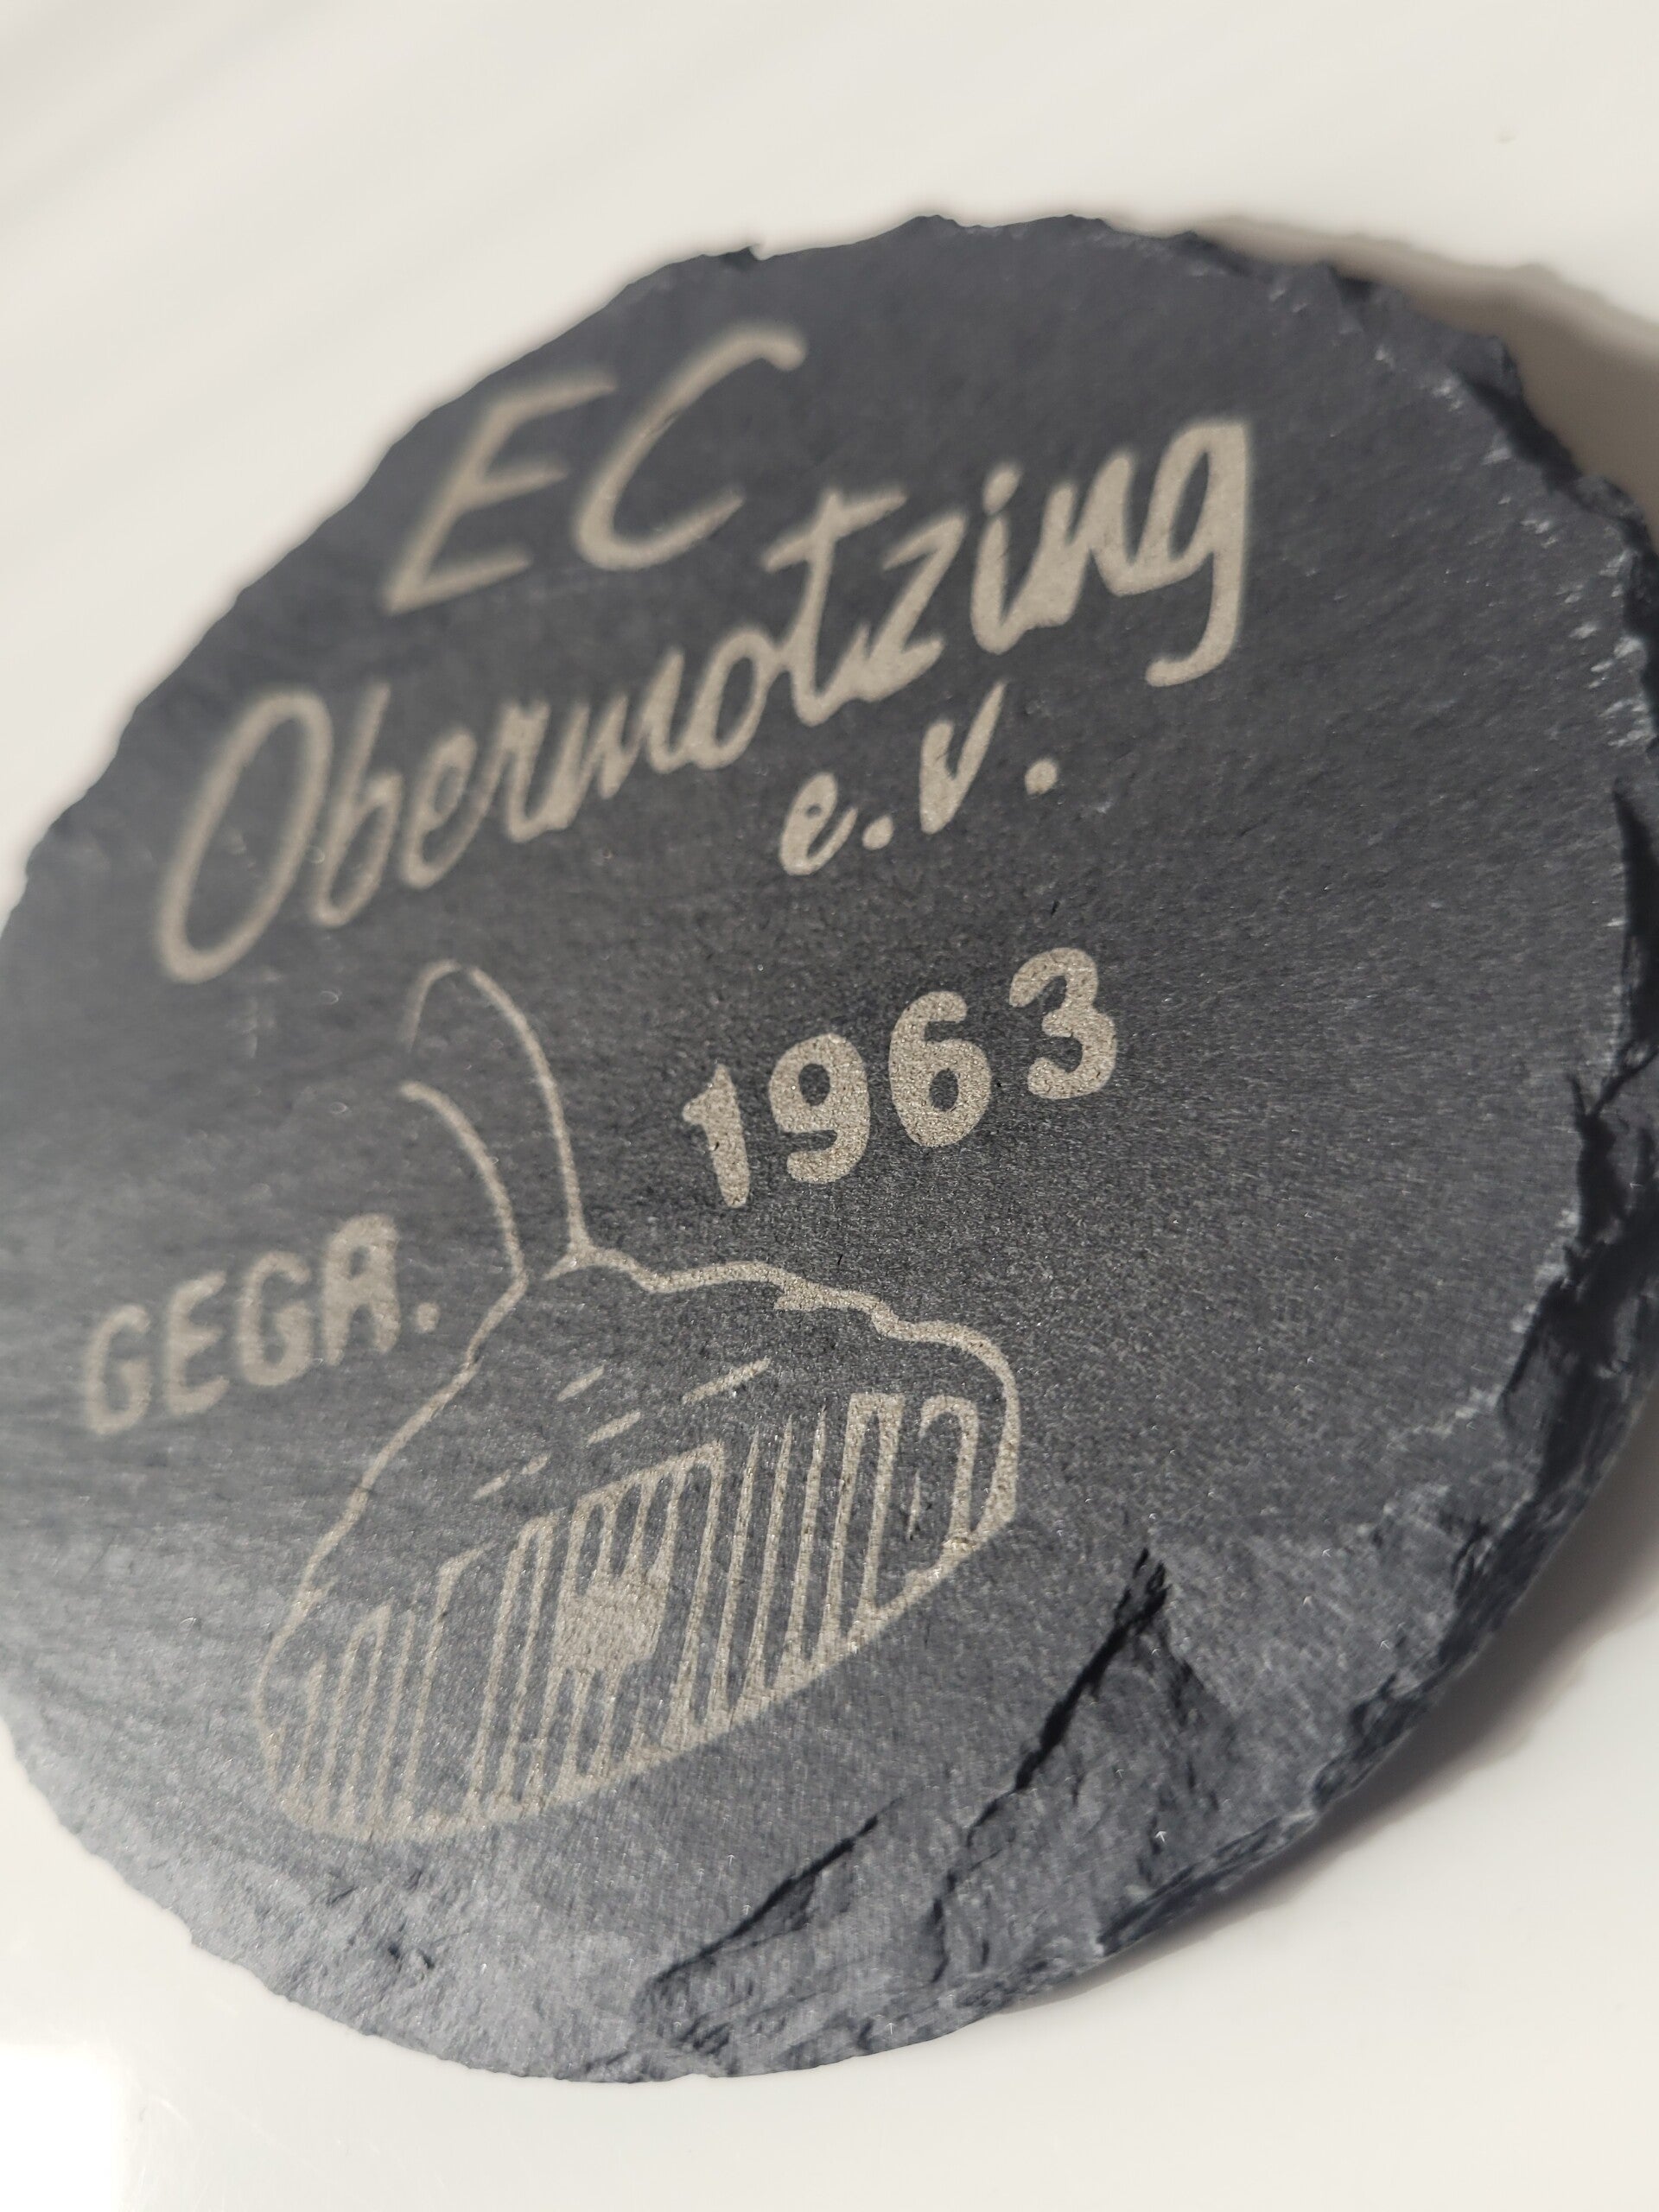 EC
Obermotzing
e.V.
GEGR. 1963